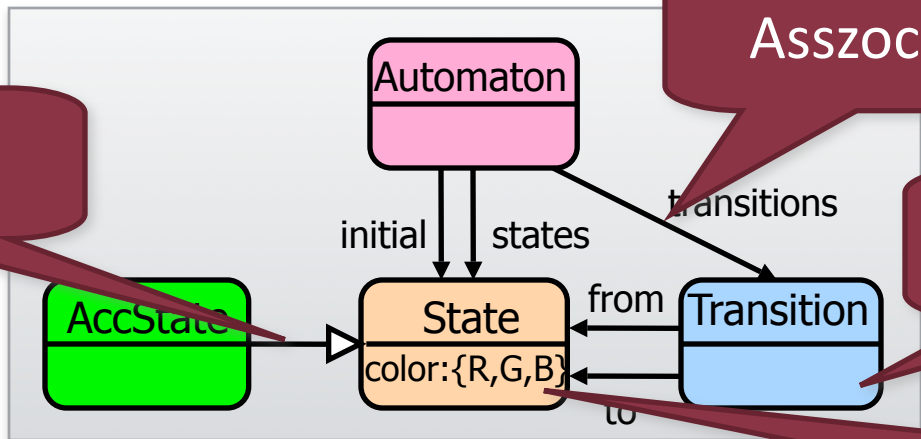 Asszoc
Automaton
transitions
initial
states
AccState
State
from
Transition
color:{R,G,B}
to